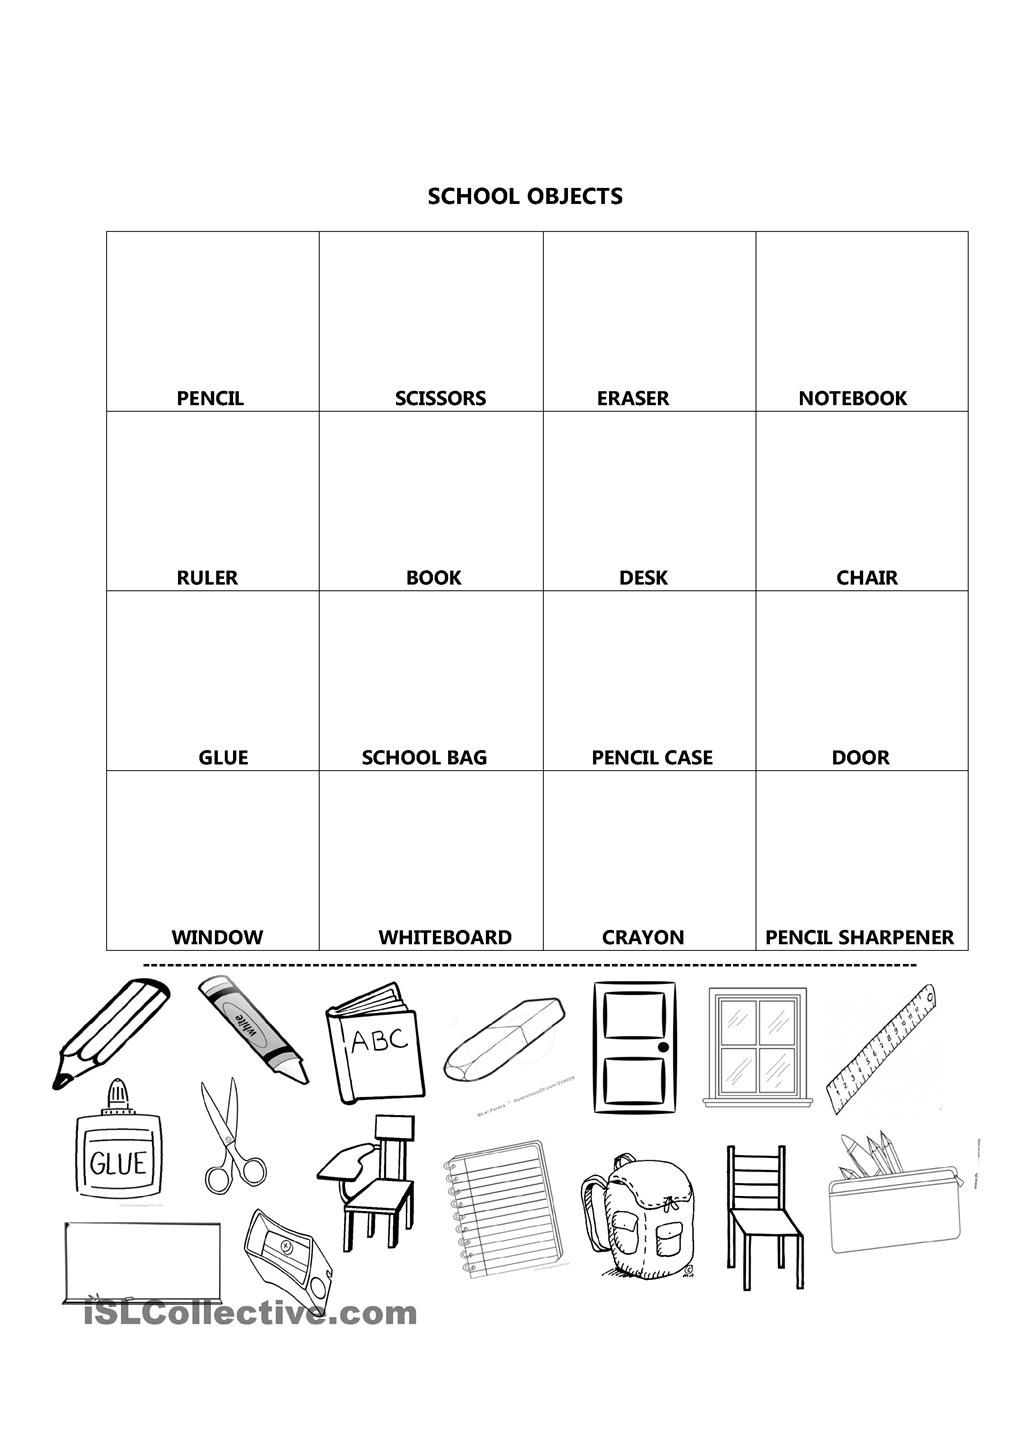 SCHOOL OBJECTS
PENCIL SCISSORS ERASER NOTEBOOK
RULER BOOK DESK CHAIR
GLUE SCHOOL BAG PENCIL CASE DOOR
WINDOW WHITEBOARD CRAYON PENCIL SHARPENER
white
ABC
GLUE
iSLCollective.com